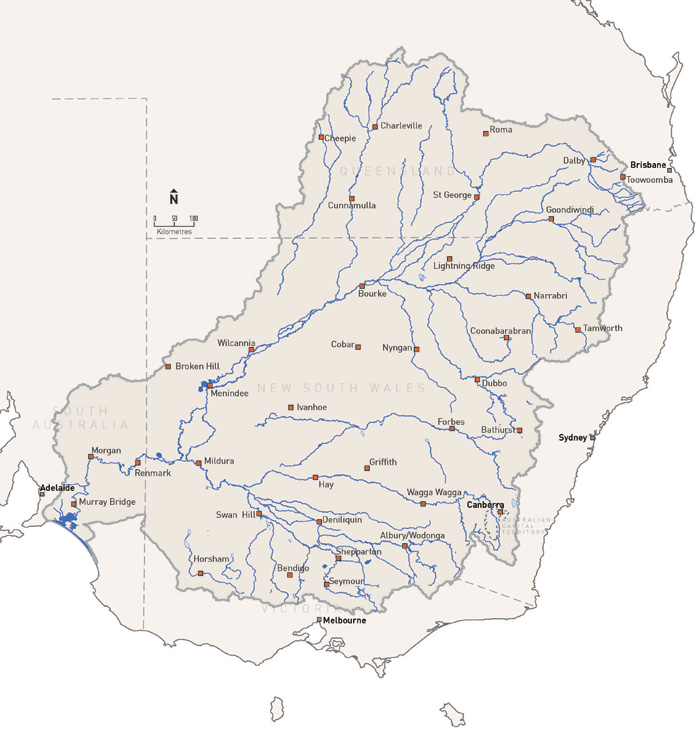 Charleville
Roma
Cheepie
Dalby
Brisbane
QUEENSLAND
Toowoomba
St George
N
Cunnamulla
Goondiwindi
0 50 100
Kilometres
Lightning Ridge
Bourke
Narrabri
Coonabarabran
Tamworth
Wilcannia
Cobar
Nyngan
Broken Hill
Menindee
NEW SOUTH WALES
Dubbo
Ivanhoe
SOUTH
AUSTRALIA
Forbes
Bathurst
Sydney
Morgan
Renmark
Mildura
Griffith
Hay
Adelaide
Murray Bridge
Wagga Wagga
Canberra
Swan Hill
Deniliquin
AUSTRALIAN
CAPITAL
TERRITORY
Albury/Wodonga
Horsham
Shepparton
Bendigo
Seymour
VICTORIA
Melbourne